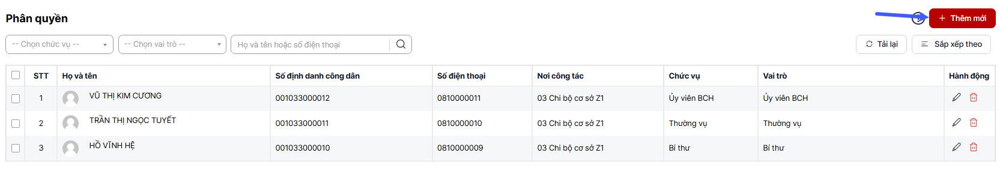 Phân quyền
? + Thêm mới
-- Chọn chức vụ -- -- Chọn vai trò -- Họ và tên hoặc số điện thoại Tải lại Sắp xếp theo
STT Họ và tên Số định danh công dân Số điện thoại Nơi công tác Chức vụ Vai trò Hành động
1 VŨ THỊ KIM CƯƠNG 001033000012 0810000011 03 Chi bộ cơ sở Z1 Ủy viên BCH Ủy viên BCH
2 TRẦN THỊ NGỌC TUYẾT 001033000011 0810000010 03 Chi bộ cơ sở Z1 Thường vụ Thường vụ
3 HỒ VĨNH HỆ 001033000010 0810000009 03 Chi bộ cơ sở Z1 Bí thư Bí thư